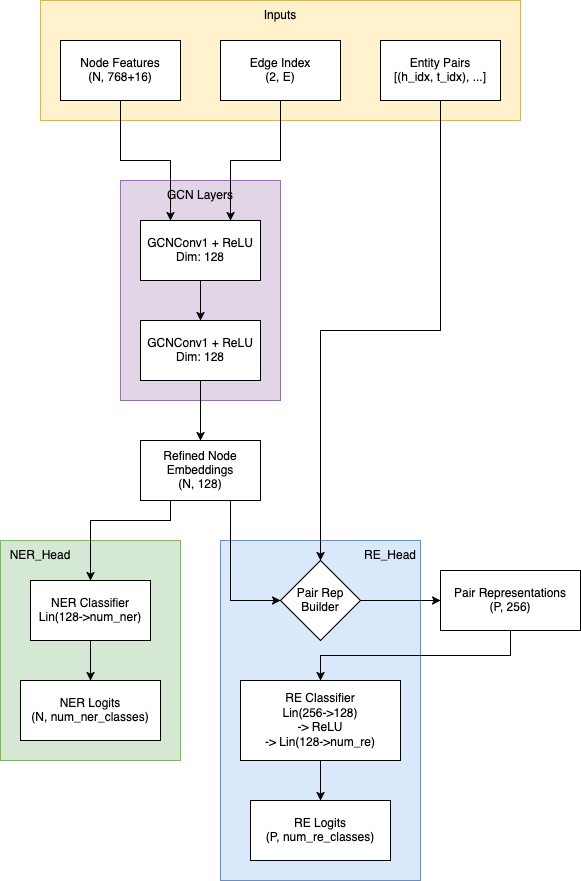 Inputs
Node Features
(N, 768+16)
Edge Index
(2, E)
Entity Pairs
[(h_idx, t_idx), ...]
GCN Layers
GCNConv1 + ReLU
Dim: 128
GCNConv1 + ReLU
Dim: 128
Refined Node
Embeddings
(N, 128)
NER_Head
NER Classifier
Lin(128->num_ner)
NER Logits
(N, num_ner_classes)
RE_Head
Pair Rep
Builder
Pair Representations
(P, 256)
RE Classifier
Lin(256->128)
-> ReLU
-> Lin(128->num_re)
RE Logits
(P, num_re_classes)